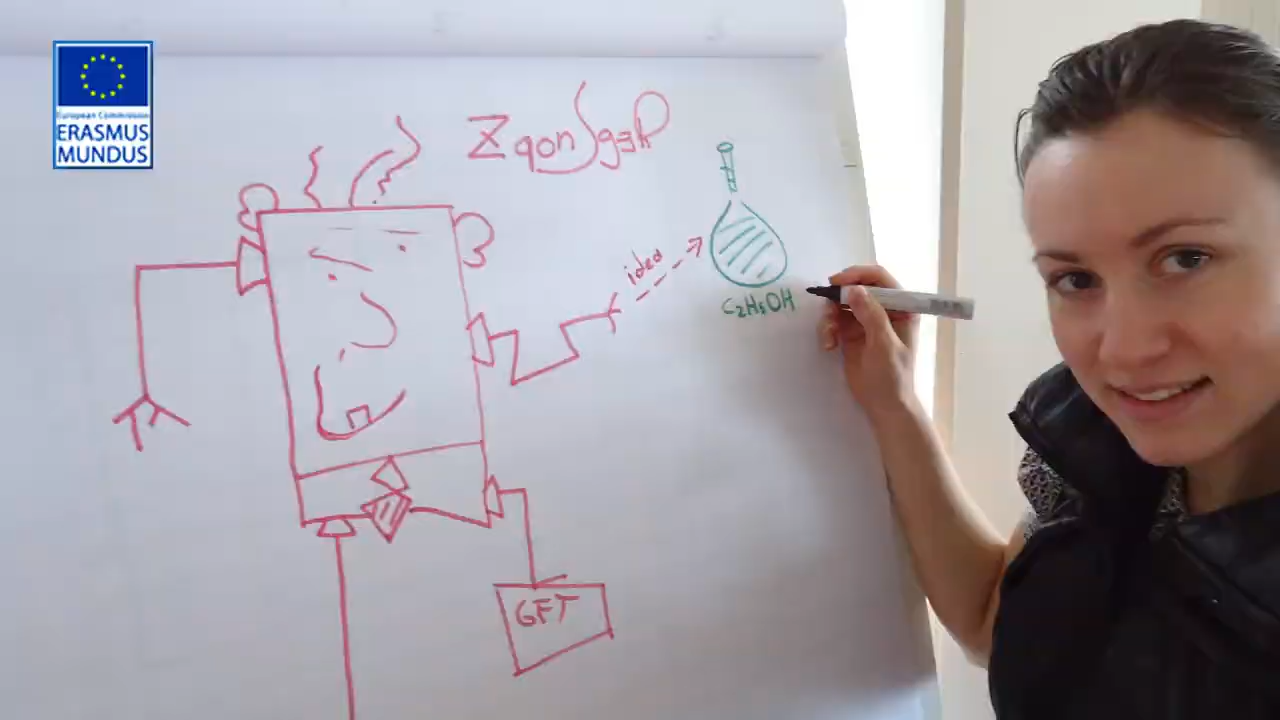 European Commission
ERASMUS
MUNDUS
idea
C2H5OH
GFT